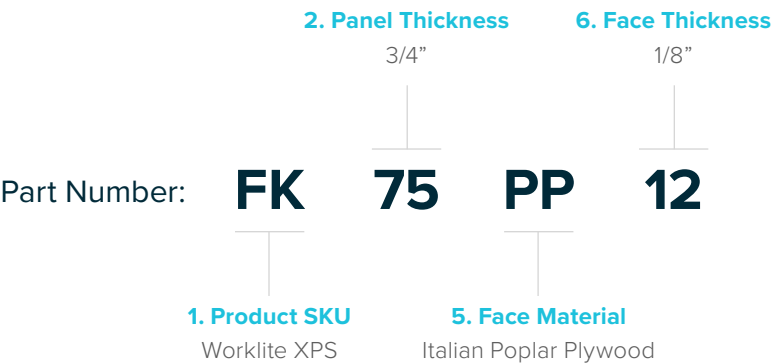 2. Panel Thickness 6. Face Thickness
3/4” 1/8”
Part Number: FK 75 PP 12
1. Product SKU 5. Face Material
Worklite XPS Italian Poplar Plywood